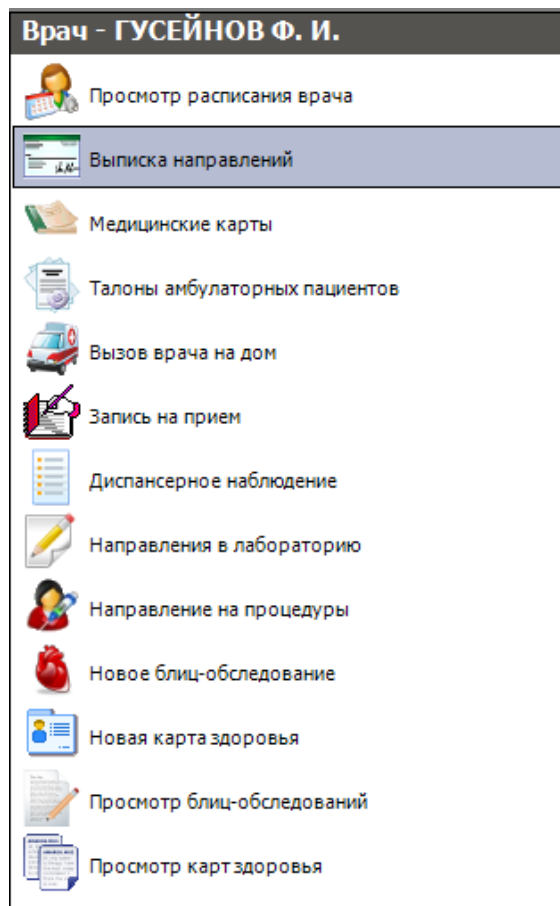 Врач - ГУСЕЙНОВ Ф. И.
Просмотр расписания врача
Выписка направлений
Медицинские карты
Талоны амбулаторных пациентов
Вызов врача на дом
Запись на прием
Диспансерное наблюдение
Направления в лабораторию
Направление на процедуры
Новое блиц-обследование
Новая карта здоровья
Просмотр блиц-обследований
Просмотр карт здоровья